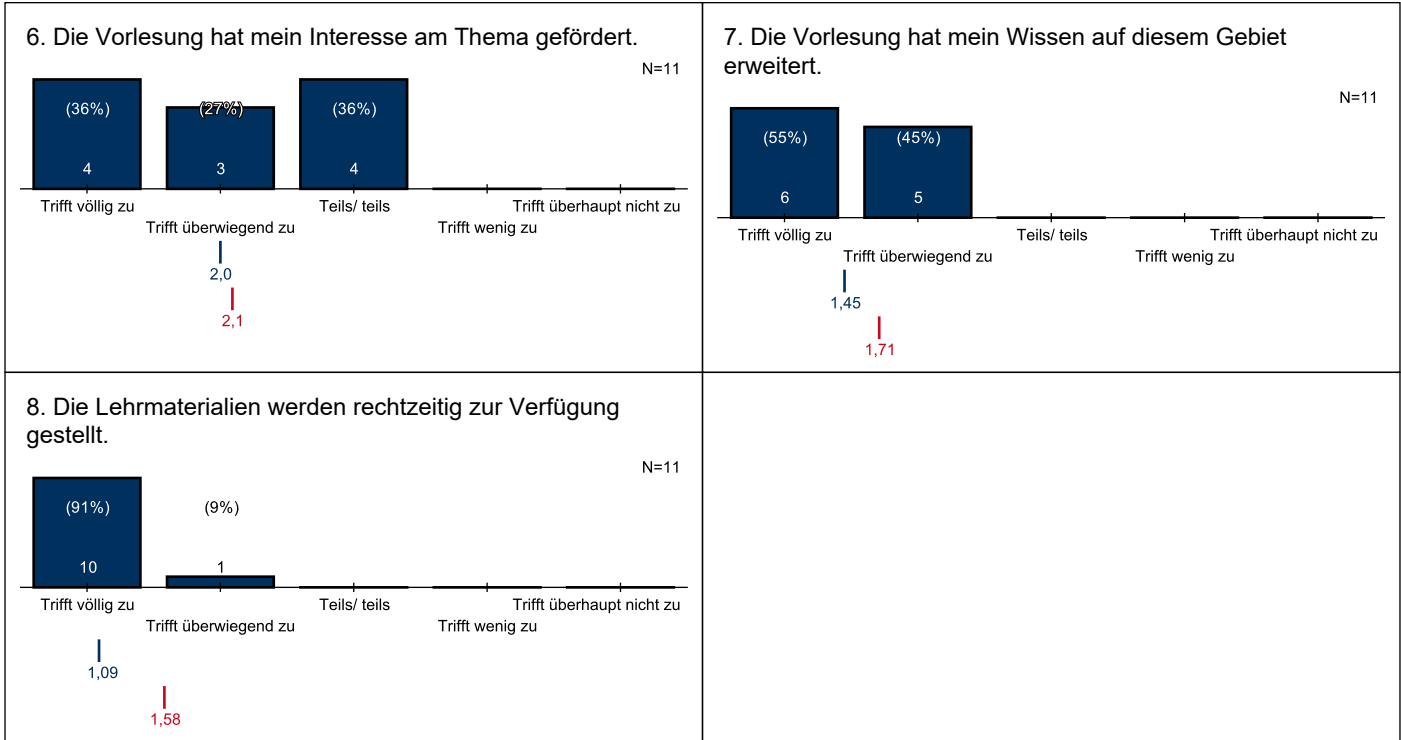 6. Die Vorlesung hat mein Interesse am Thema gefördert.
N=11
(36%)
(27%)
(36%)
4
3
4
Trifft völlig zu
Trifft überwiegend zu
Teils/ teils
Trifft wenig zu
Trifft überhaupt nicht zu
2,0
2,1
7. Die Vorlesung hat mein Wissen auf diesem Gebiet
erweitert.
N=11
(55%)
(45%)
6
5
Trifft völlig zu
Trifft überwiegend zu
Teils/ teils
Trifft wenig zu
Trifft überhaupt nicht zu
1,45
1,71
8. Die Lehrmaterialien werden rechtzeitig zur Verfügung
gestellt.
N=11
(91%)
(9%)
10
1
Trifft völlig zu
Trifft überwiegend zu
Teils/ teils
Trifft wenig zu
Trifft überhaupt nicht zu
1,09
1,58